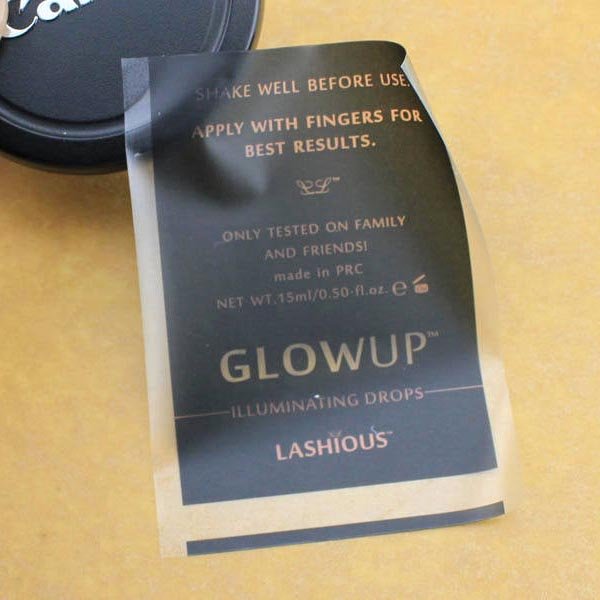 SHAKE WELL BEFORE USE.
APPLY WITH FINGERS FOR
BEST RESULTS.
ONLY TESTED ON FAMILY
AND FRIENDS!
made in PRC
NET WT.15ml/0.50-fl.oz. e
GLOWUP™
ILLUMINATING DROPS
LASHIOUS™